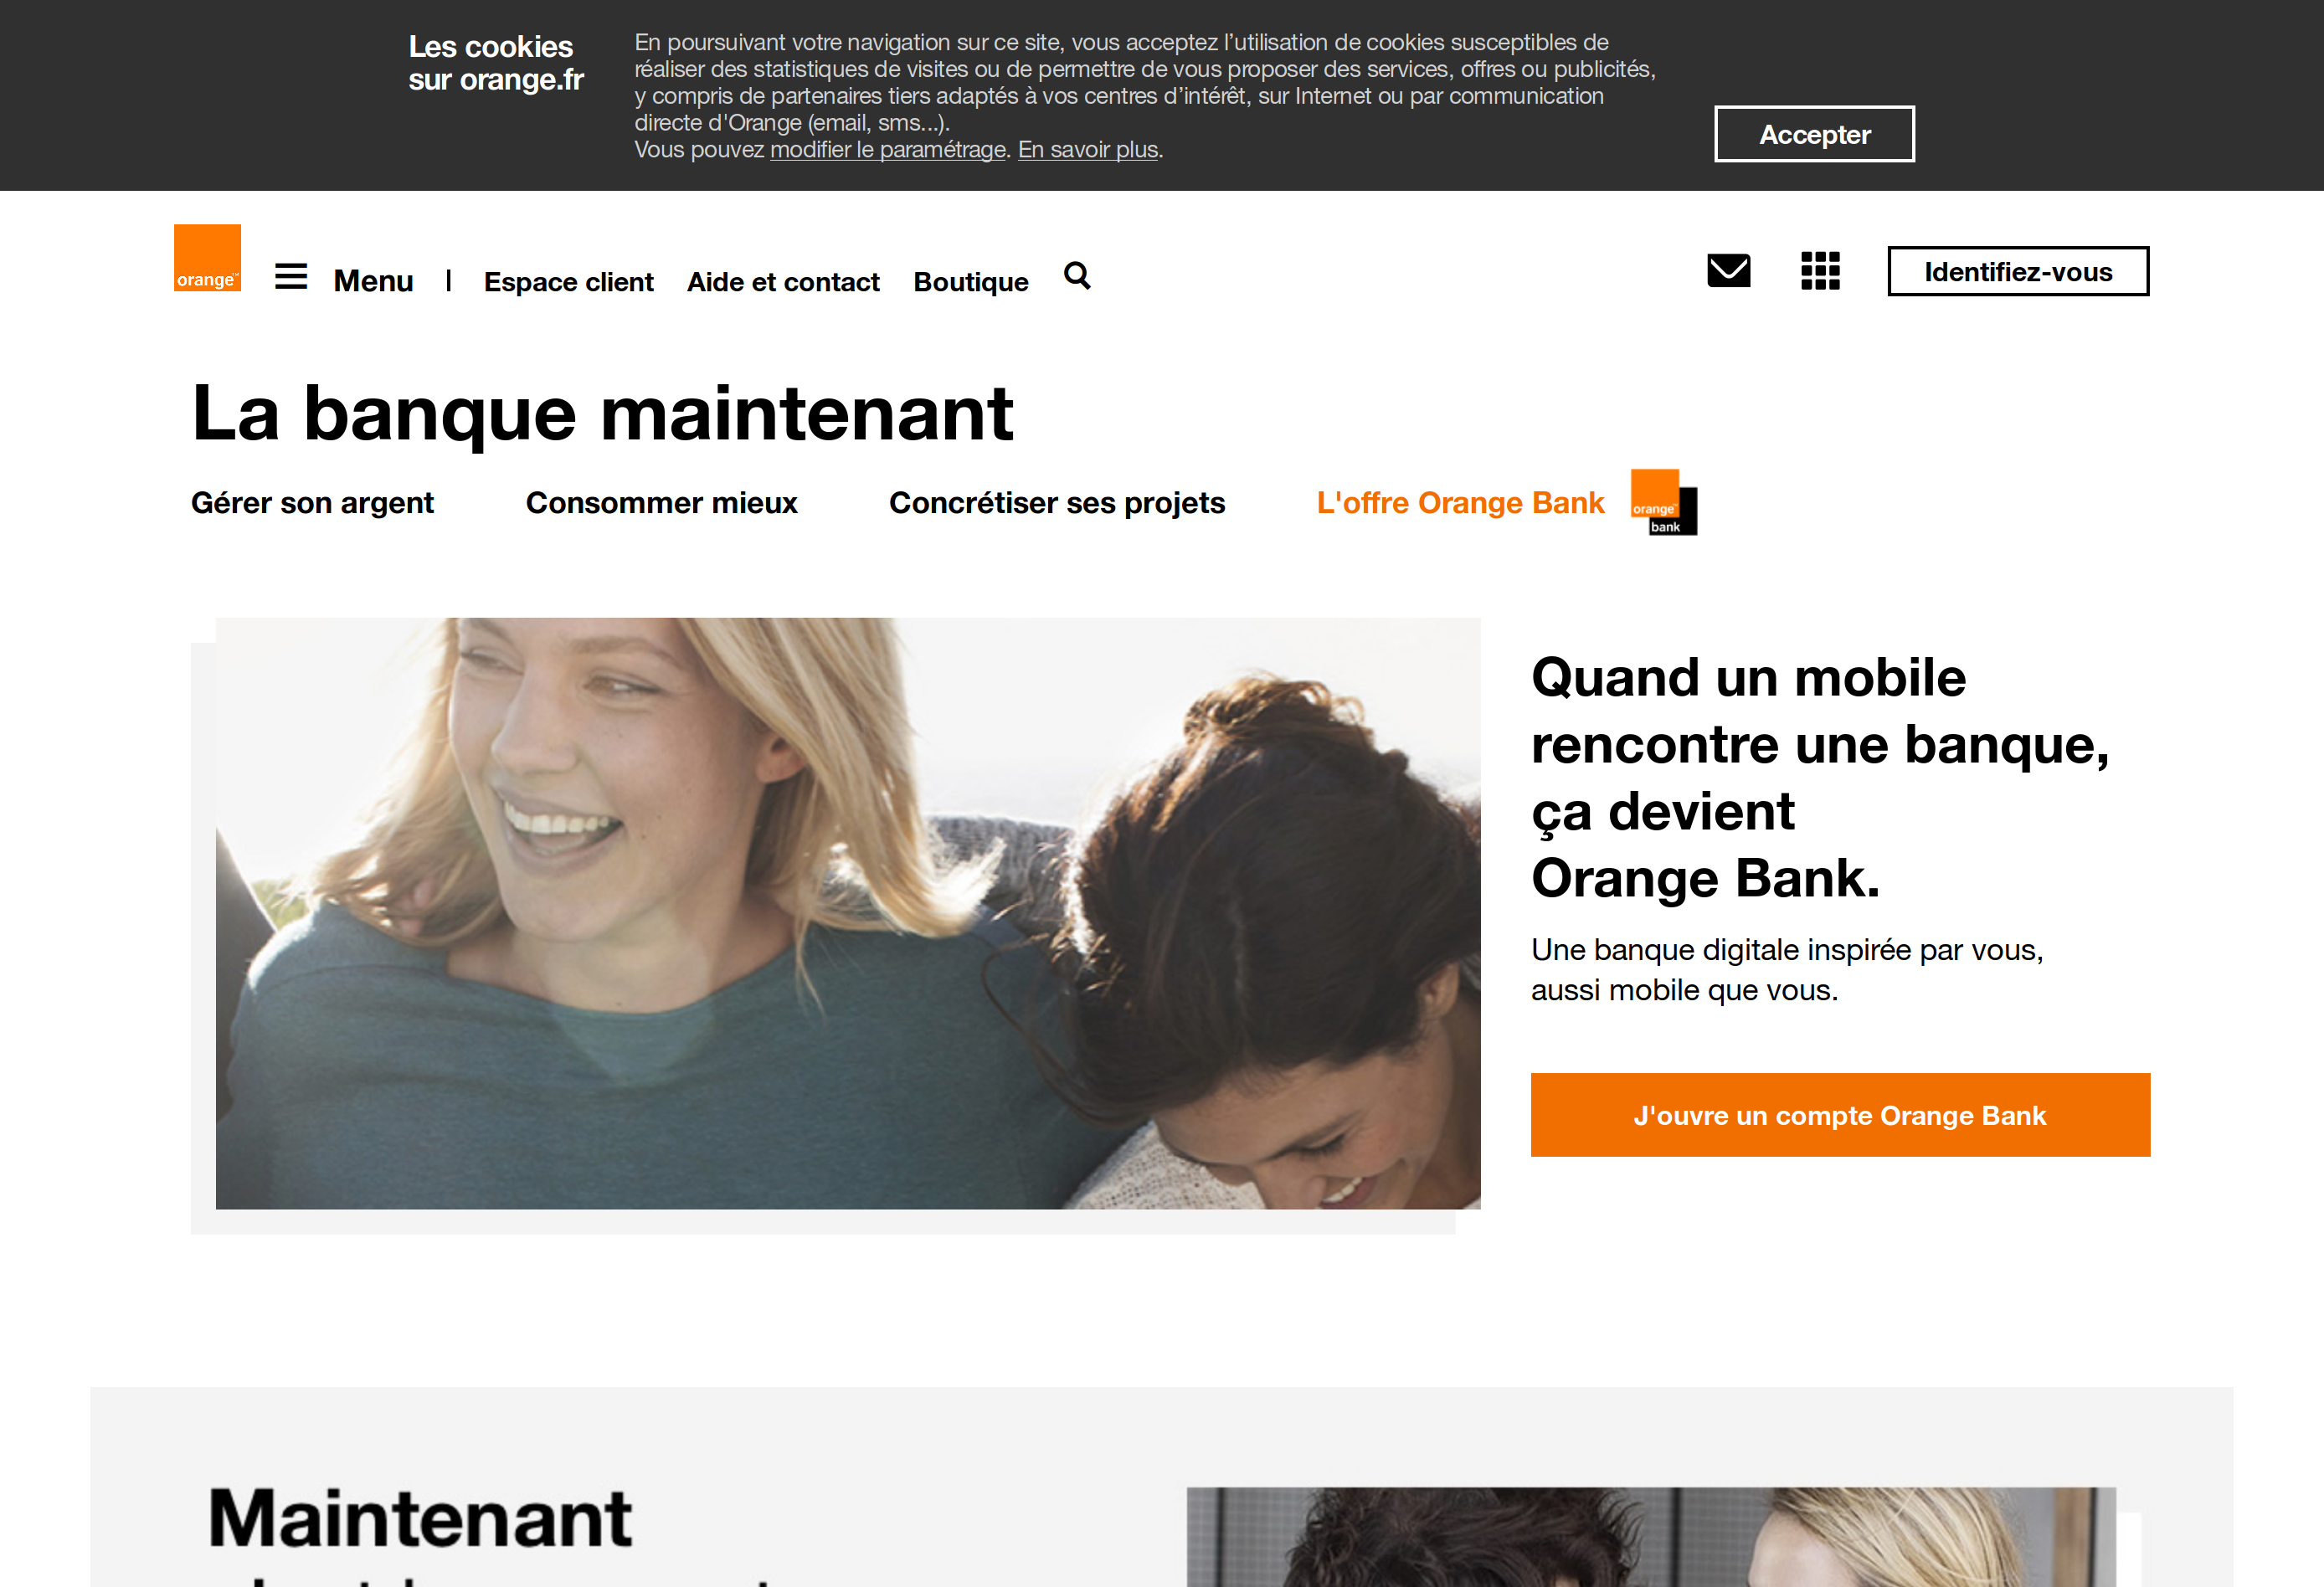 Les cookies
sur orange.fr
En poursuivant votre navigation sur ce site, vous acceptez l’utilisation de cookies susceptibles de
réaliser des statistiques de visites ou de permettre de vous proposer des services, offres ou publicités,
y compris de partenaires tiers adaptés à vos centres d’intérêt, sur Internet ou par communication
directe d'Orange (email, sms...).
Vous pouvez modifier le paramétrage. En savoir plus.
Accepter
orange™
Menu | Espace client Aide et contact Boutique
Identifiez-vous
La banque maintenant
Gérer son argent Consommer mieux Concrétiser ses projets L'offre Orange Bank
orange™
bank
Quand un mobile
rencontre une banque,
ça devient
Orange Bank.
Une banque digitale inspirée par vous,
aussi mobile que vous.
J'ouvre un compte Orange Bank
Maintenant